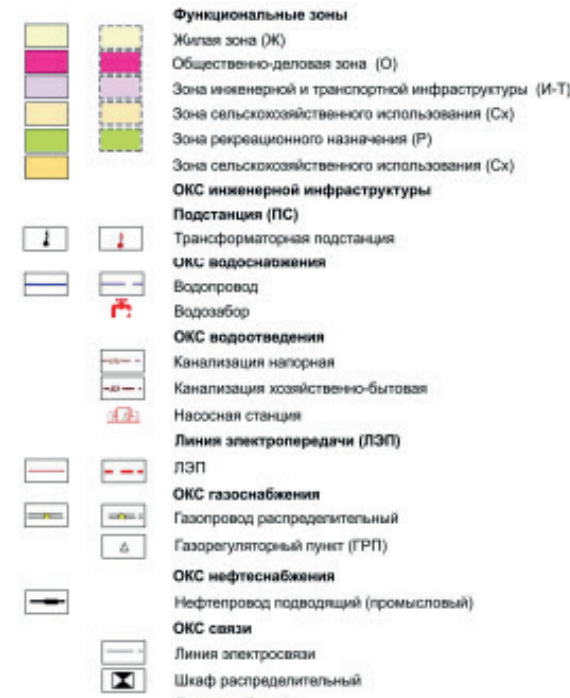 Функциональные зоны
Жилая зона (Ж)
Общественно-деловая зона (О)
Зона инженерной и транспортной инфраструктуры (И-Т)
Зона сельскохозяйственного использования (Сх)
Зона рекреационного назначения (Р)
Зона сельскохозяйственного использования (Сх)
ОКС инженерной инфраструктуры
Подстанция (ПС)
Трансформаторная подстанция
ОКС водоснабжения
Водопровод
Водозабор
ОКС водоотведения
Канализация напорная
Канализация хозяйственно-бытовая
Насосная станция
Линия электропередачи (ЛЭП)
ЛЭП
ОКС газоснабжения
Газопровод распределительный
Газорегуляторный пункт (ГРП)
ОКС нефтеснабжения
Нефтепровод подводящий (промысловый)
ОКС связи
Линия электросвязи
Шкаф распределительный